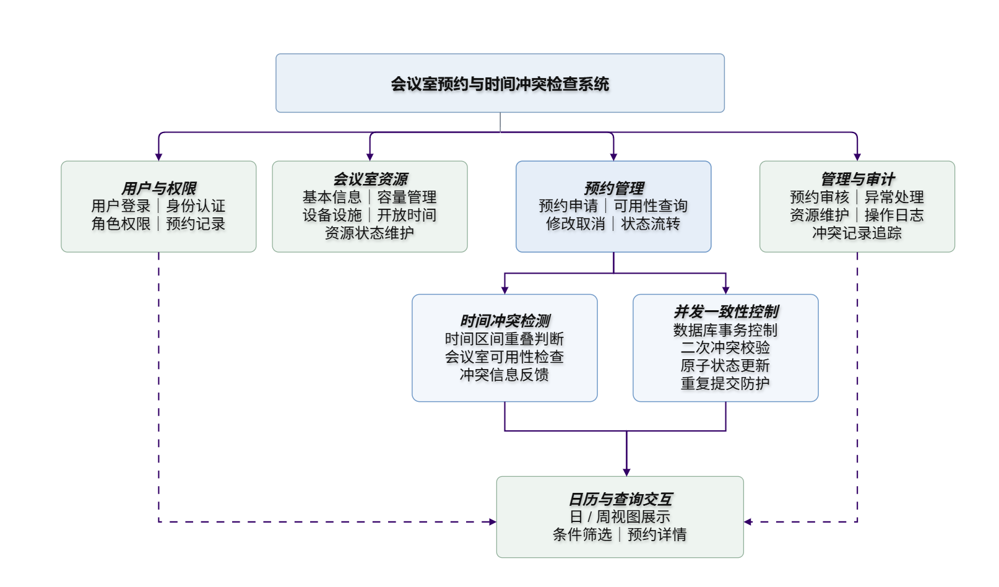 会议室预约与时间冲突检查系统
用户与权限
用户登录｜身份认证
角色权限｜预约记录
会议室资源
基本信息｜容量管理
设备设施｜开放时间
资源状态维护
预约管理
预约申请｜可用性查询
修改取消｜状态流转
管理与审计
预约审核｜异常处理
资源维护｜操作日志
冲突记录追踪
时间冲突检测
时间区间重叠判断
会议室可用性检查
冲突信息反馈
并发一致性控制
数据库事务控制
二次冲突校验
原子状态更新
重复提交防护
日历与查询交互
日 / 周视图展示
条件筛选｜预约详情